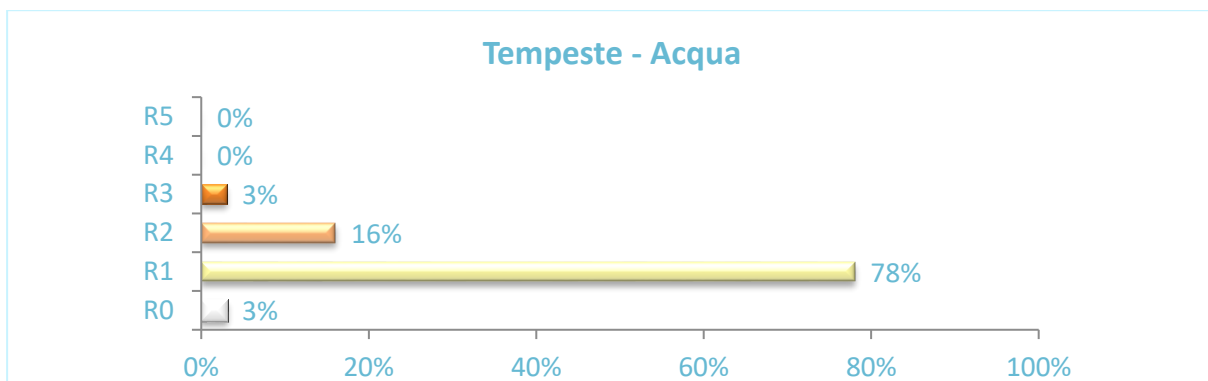 Tempeste - Acqua
R5 0%
R4 0%
R3 3%
R2 16%
R1 78%
R0 3%
0% 20% 40% 60% 80% 100%